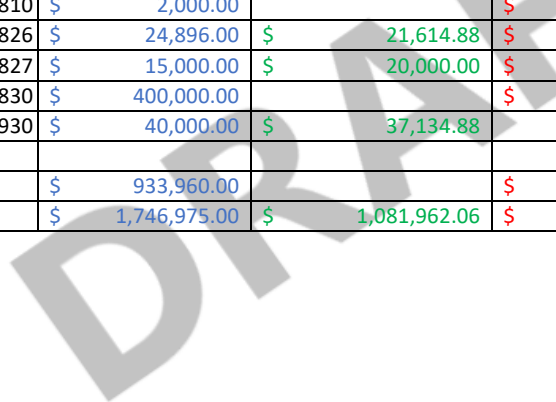 810 $ 2,000.00 $
826 $ 24,896.00 $ 21,614.88 $
827 $ 15,000.00 $ 20,000.00 $
830 $ 400,000.00 $
930 $ 40,000.00 $ 37,134.88
$ 933,960.00 $
$ 1,746,975.00 $ 1,081,962.06 $
DRAF